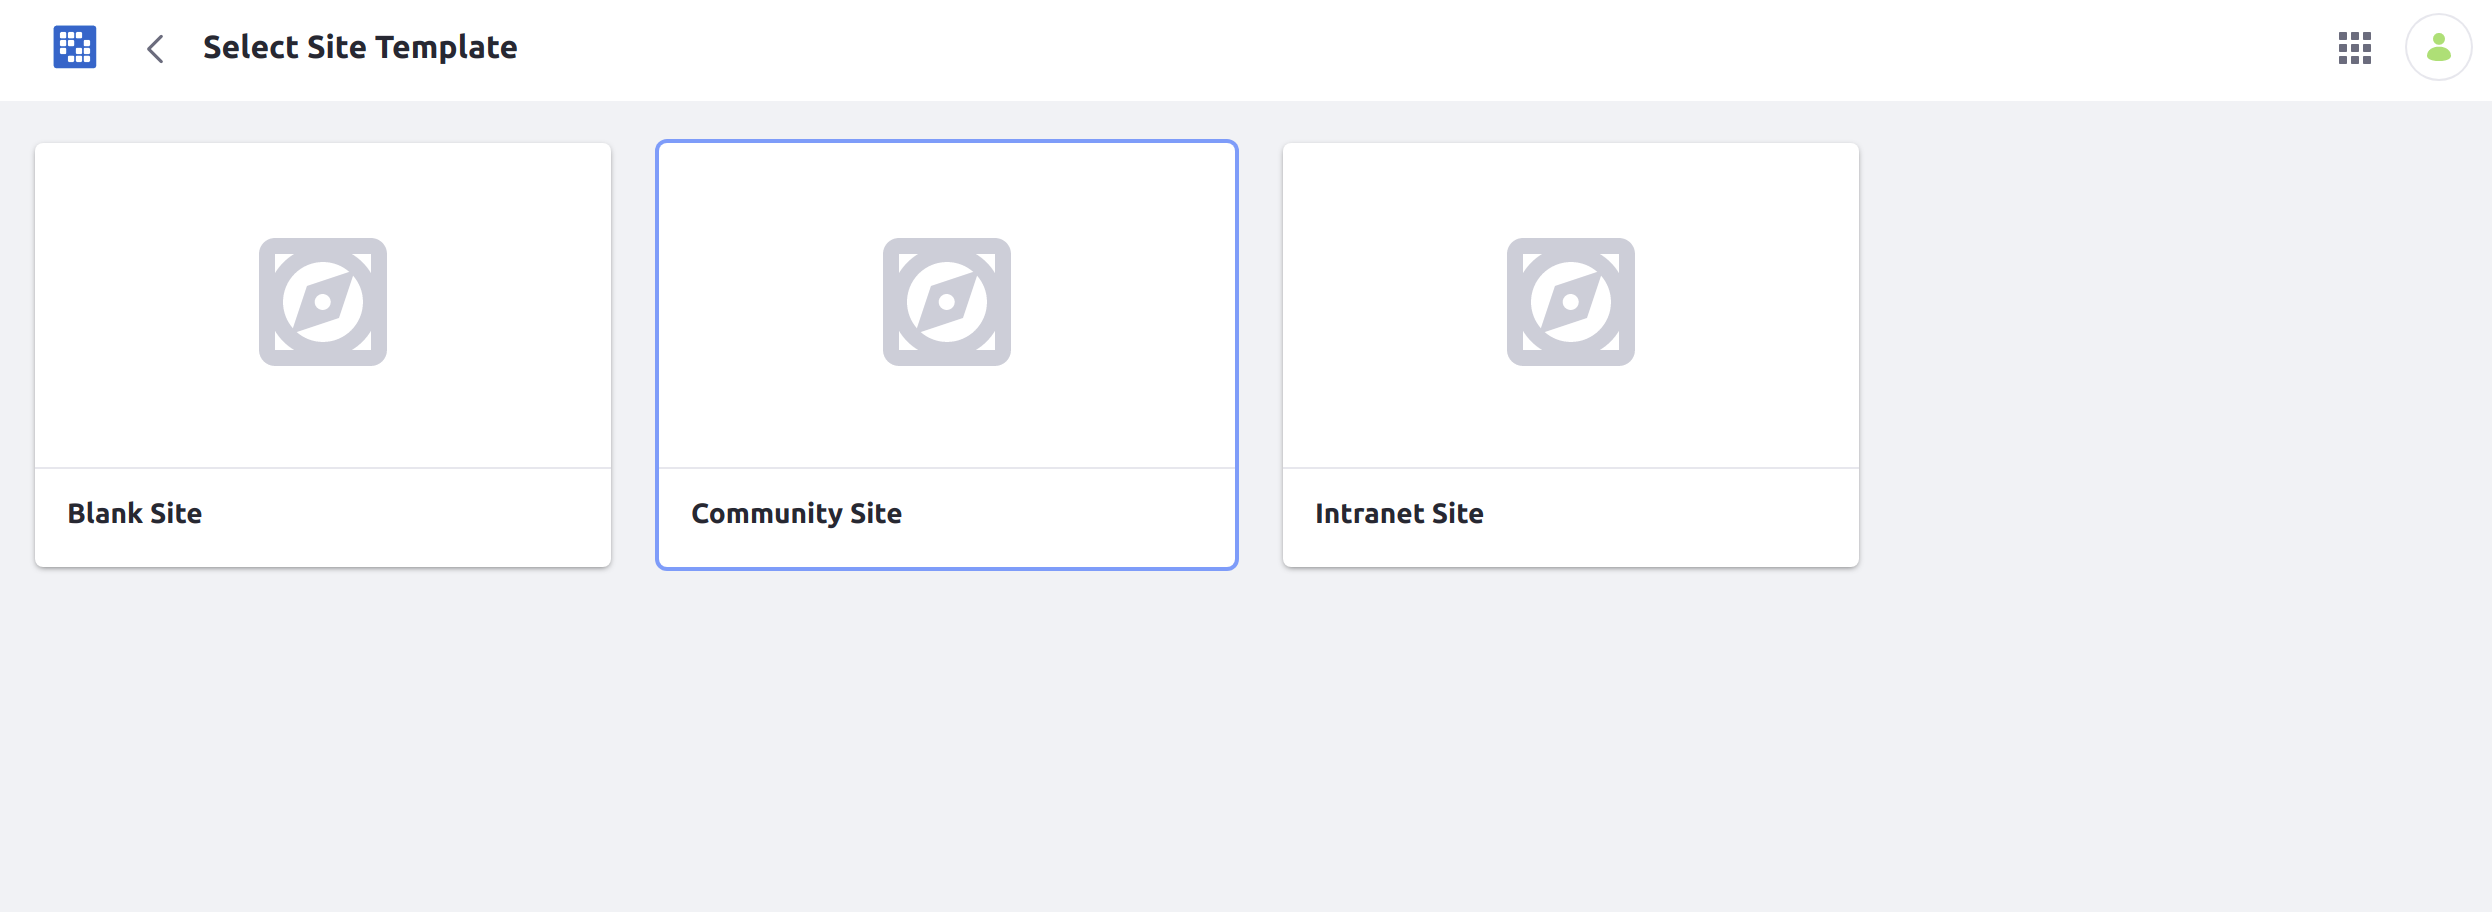 Select Site Template
Blank Site
Community Site
Intranet Site